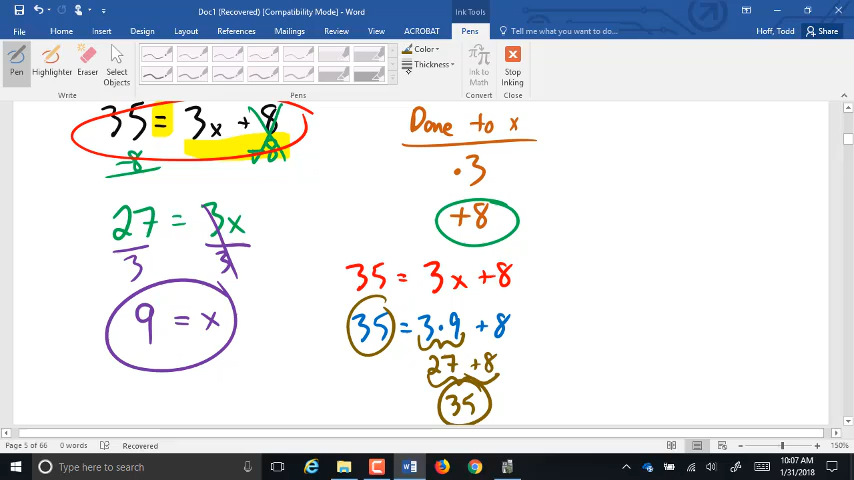 Doc1 (Recovered) [Compatibility Mode] - Word
Ink Tools
Hoff, Todd
File Home Insert Design Layout References Mailings Review View ACROBAT Pens Tell me what you want to do... Share
Pen Highlighter Eraser Select Objects
Color
Thickness
Ink to Math
Stop Inking
Write Pens Convert Close
35 = 3x + 8
-8 -8
27 = 3x
3 3
9 = x
Done to x
·3
+8
35 = 3x +8
35 = 3·9 +8
27 +8
35
Page 5 of 66 0 words Recovered 150%
Type here to search
10:07 AM
1/31/2018